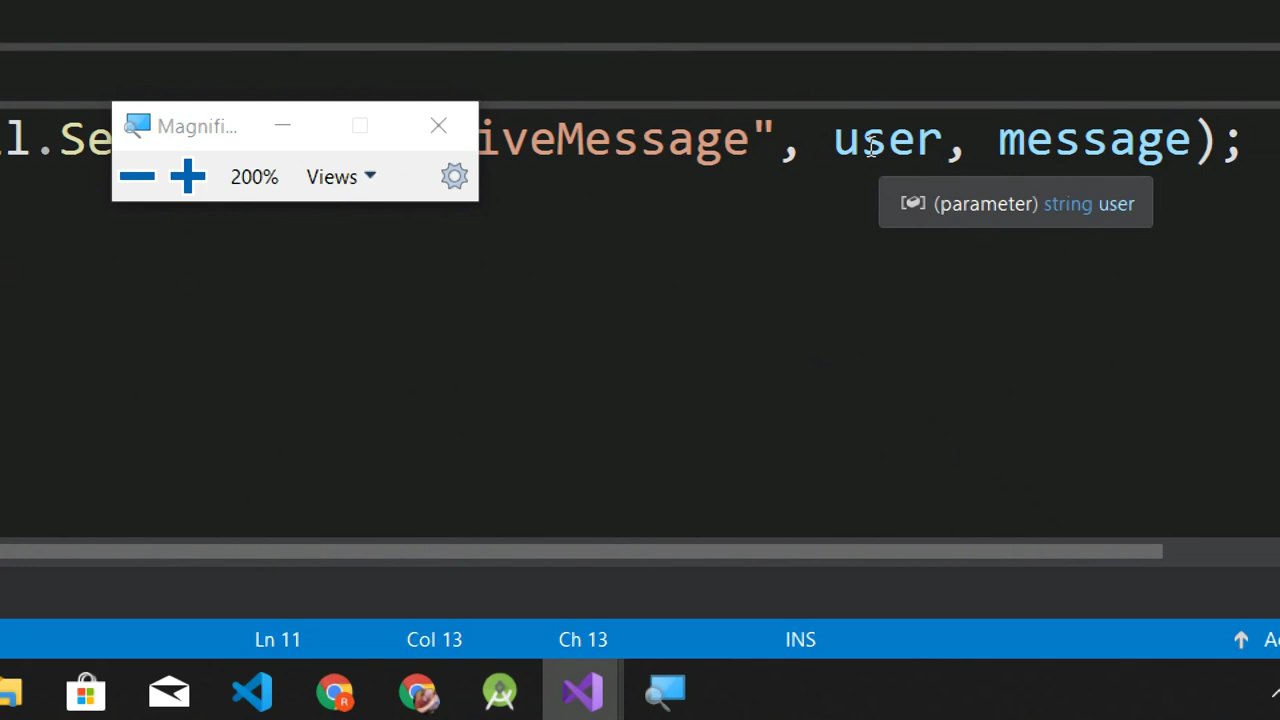 Magnifi...
l.Se iveMessage", user, message);
200% Views
(parameter) string user
Ln 11 Col 13 Ch 13 INS
R